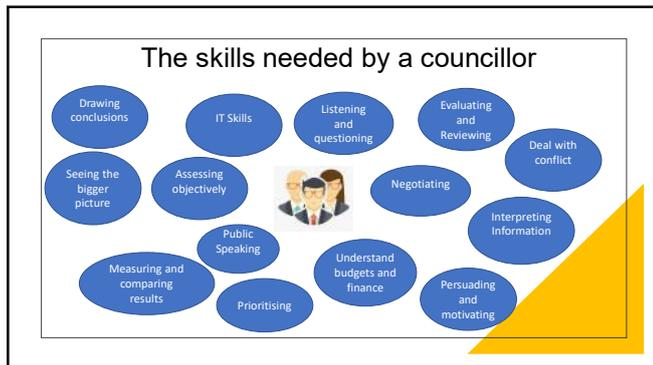 The skills needed by a councillor
Drawing
conclusions
IT Skills
Listening
and
questioning
Evaluating
and
Reviewing
Deal with
conflict
Seeing the
bigger
picture
Assessing
objectively
Negotiating
Interpreting
Information
Public
Speaking
Measuring and
comparing
results
Prioritising
Understand
budgets and
finance
Persuading
and
motivating